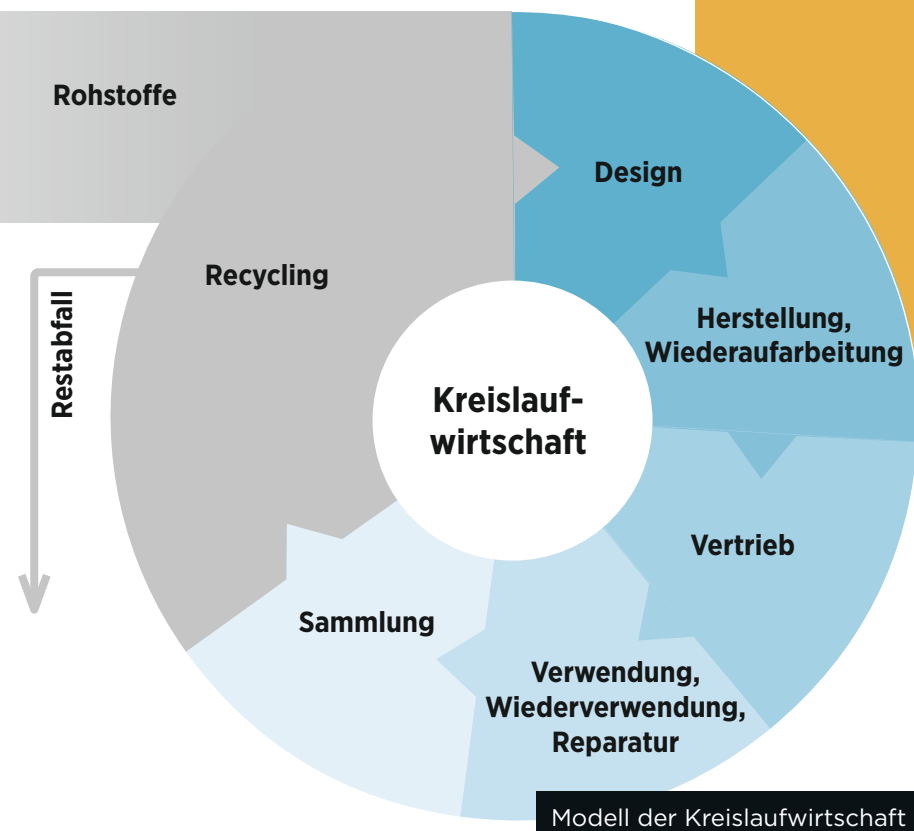 Rohstoffe
Design
Recycling
Restabfall
Herstellung,
Wiederaufarbeitung
Kreislauf-
wirtschaft
Vertrieb
Sammlung
Verwendung,
Wiederverwendung,
Reparatur
Modell der Kreislaufwirtschaft